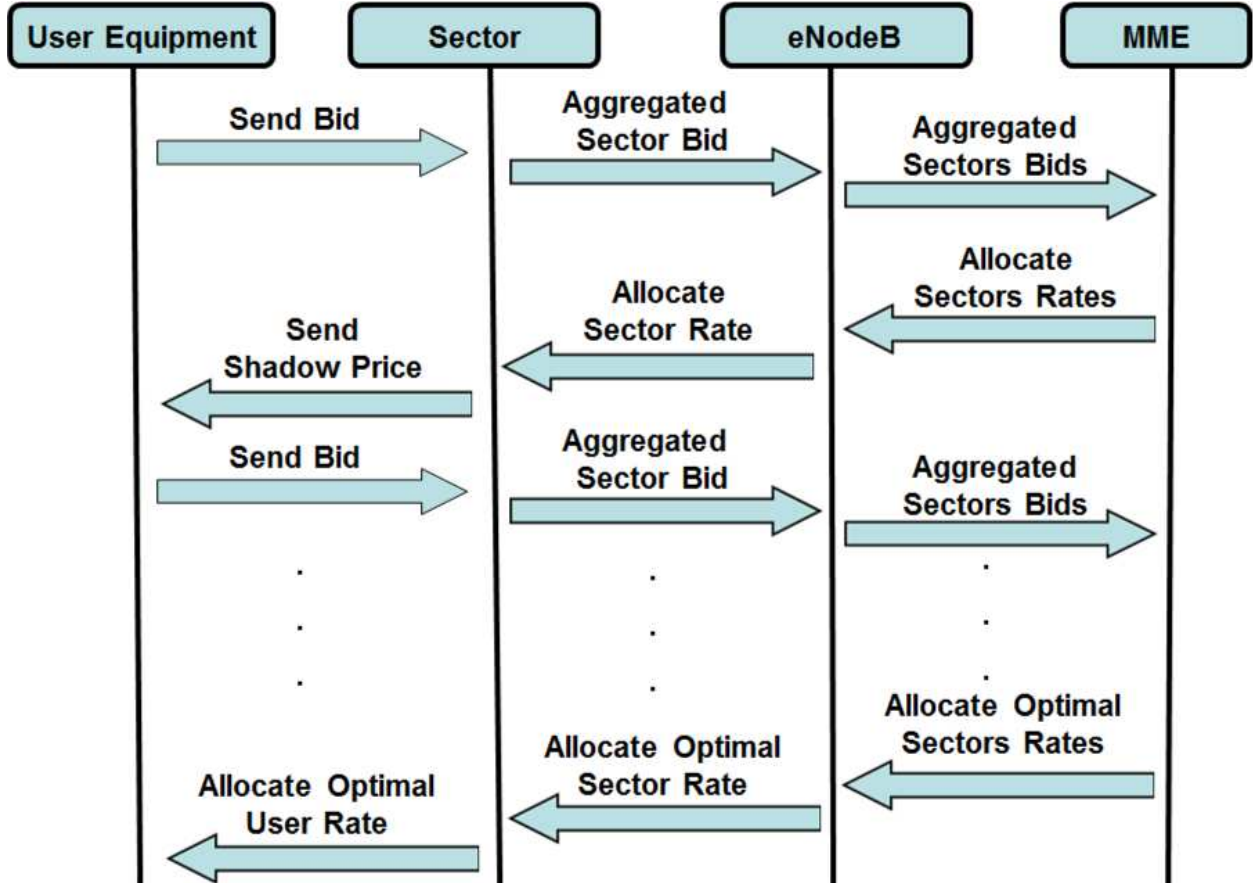 User Equipment
Sector
eNodeB
MME
Send Bid
Aggregated
Sector Bid
Aggregated
Sectors Bids
Allocate
Sectors Rates
Allocate
Sector Rate
Send
Shadow Price
Send Bid
Aggregated
Sector Bid
Aggregated
Sectors Bids
Allocate Optimal
Sectors Rates
Allocate Optimal
Sector Rate
Allocate Optimal
User Rate